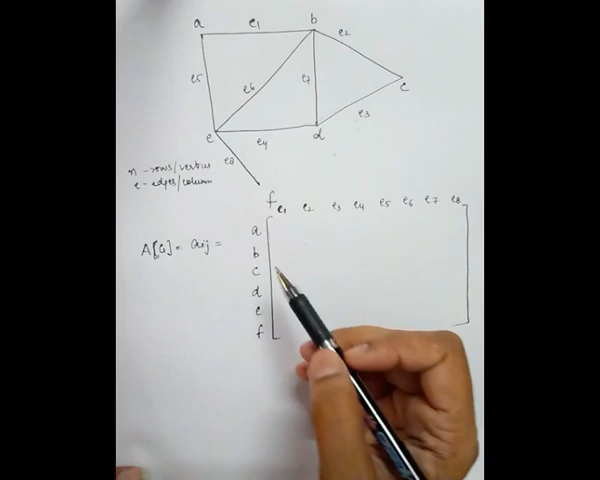 a e1 b e2
e5 e6 e7 c
e e4 d e3
e8
n - rows/vertices
e - edges/column
f
e1 e2 e3 e4 e5 e6 e7 e8
A[G] = aij =
a
b
c
d
e
f